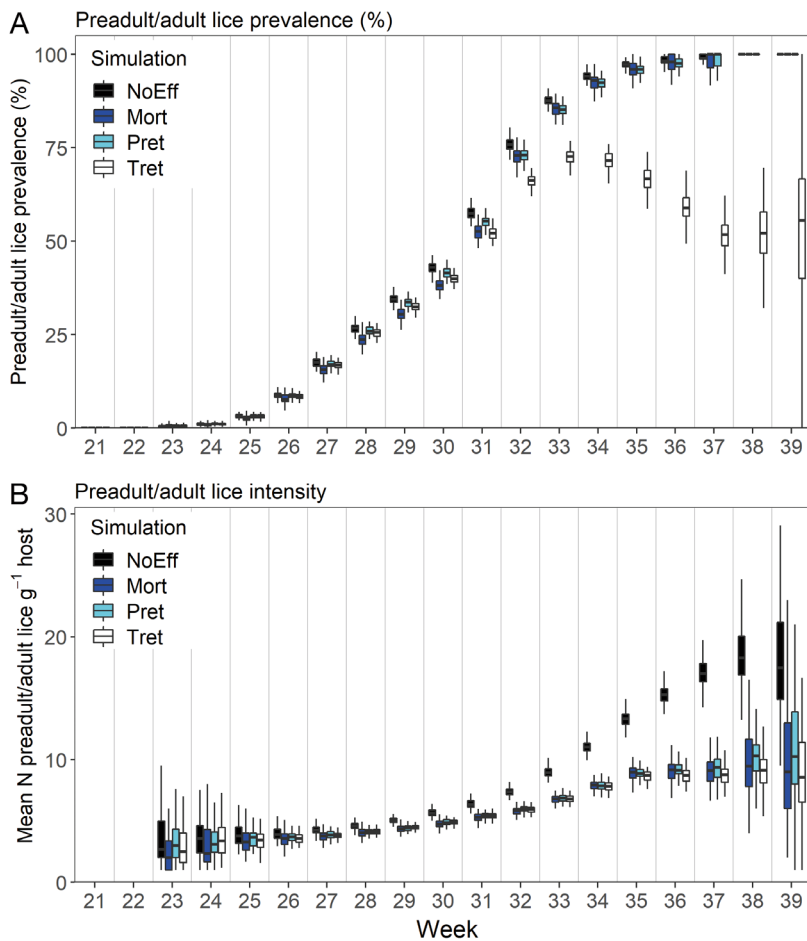 A
Preadult/adult lice prevalence (%)
Preadult/adult lice prevalence (%)
100
75
50
25
0
Simulation
NoEff
Mort
Pret
Tret
21 22 23 24 25 26 27 28 29 30 31 32 33 34 35 36 37 38 39
B
Preadult/adult lice intensity
Mean N preadult/adult lice g⁻¹ host
30
20
10
0
Simulation
NoEff
Mort
Pret
Tret
21 22 23 24 25 26 27 28 29 30 31 32 33 34 35 36 37 38 39
Week